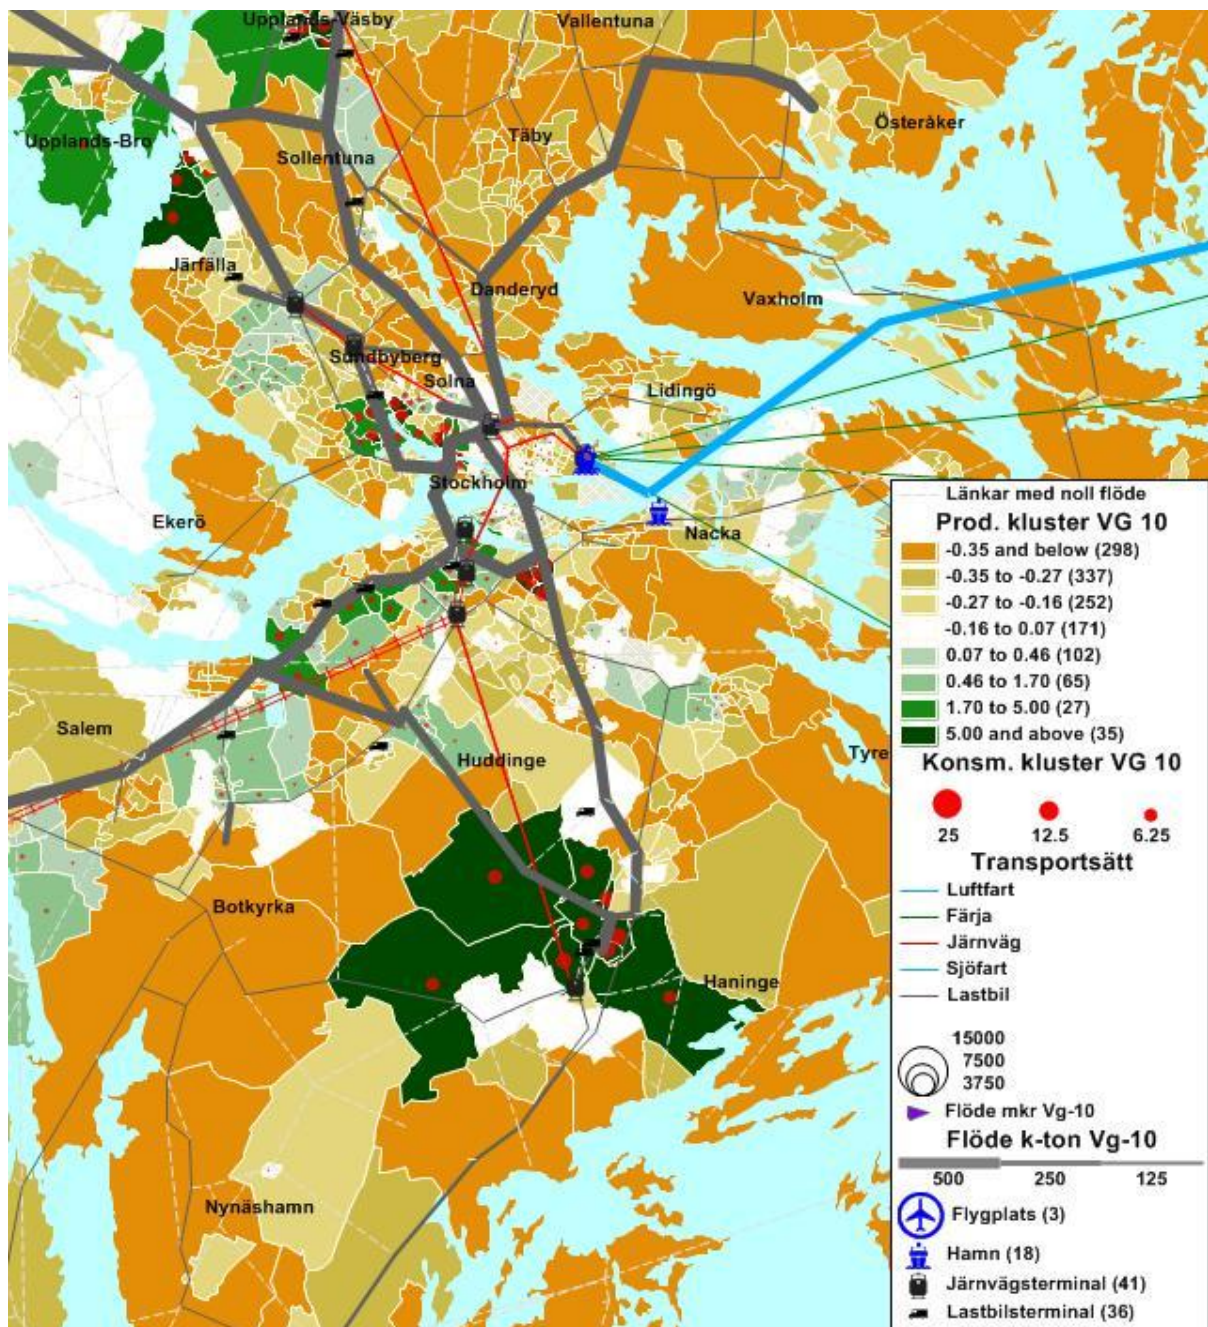 Upplands-Väsby
Vallentuna
Österåker
Täby
Upplands-Bro
Sollentuna
Järfälla
Danderyd
Vaxholm
Sundbyberg
Solna
Lidingö
Stockholm
Ekerö
Nacka
Salem
Huddinge
Tyre
Botkyrka
Haninge
Nynäshamn
Länkar med noll flöde
Prod. kluster VG 10
-0.35 and below (298)
-0.35 to -0.27 (337)
-0.27 to -0.16 (252)
-0.16 to 0.07 (171)
0.07 to 0.46 (102)
0.46 to 1.70 (65)
1.70 to 5.00 (27)
5.00 and above (35)
Konsm. kluster VG 10
25 12.5 6.25
Transportsätt
Luftfart
Färja
Järnväg
Sjöfart
Lastbil
15000
7500
3750
Flöde mkr Vg-10
Flöde k-ton Vg-10
500 250 125
Flygplats (3)
Hamn (18)
Järnvägsterminal (41)
Lastbilsterminal (36)